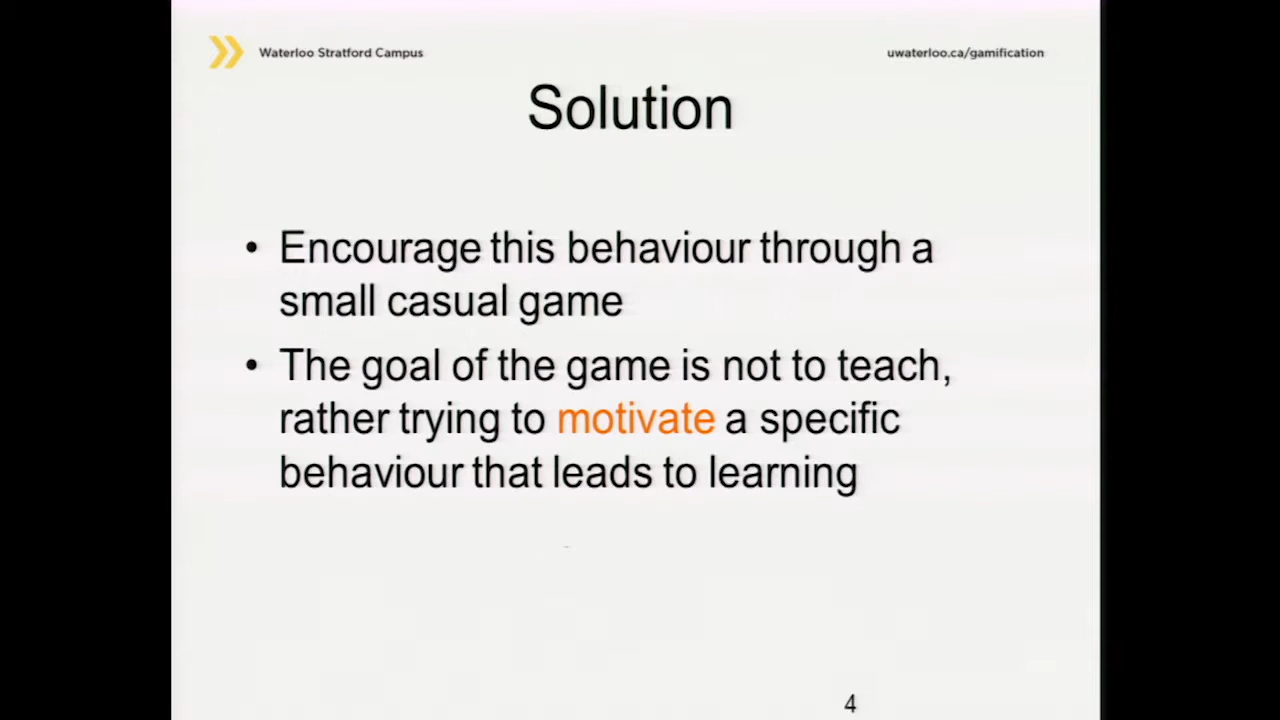 Waterloo Stratford Campus
uwaterloo.ca/gamification
Solution
• Encourage this behaviour through a
small casual game
• The goal of the game is not to teach,
rather trying to motivate a specific
behaviour that leads to learning
4